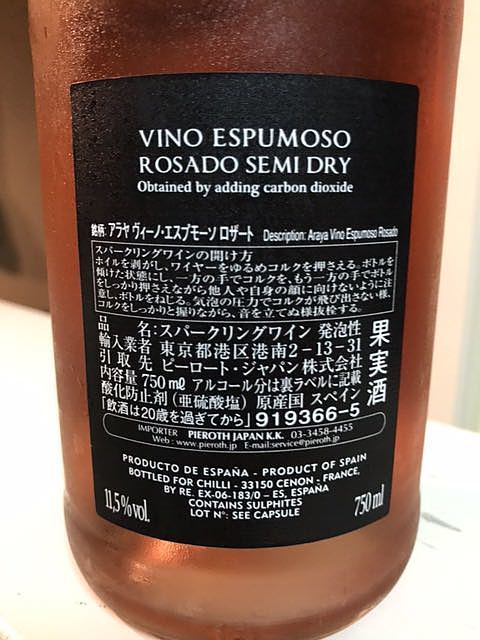 VINO ESPUMOSO
ROSADO SEMI DRY
Obtained by adding carbon dioxide
銘柄: アラヤ ヴィーノ・エスプモーソ ロザート Description: Araya Vino Espumoso Rosado
スパークリングワインの開け方
ホイルを剥がし、ワイヤーをゆるめコルクを押さえる。ボトルを
傾けた状態にし、一方の手でコルクを、もう一方の手でボトル
をしっかり押さえながら他人や自身の顔に向けないように注
意し、ボトルをねじる。気泡の圧力でコルクが飛び出さない様、
コルクをしっかりと握りながら、音を立てぬ様抜栓する。
品 名:スパークリングワイン 発泡性
輸入業者 東京都港区港南2-13-31
引 取 先 ピーロート・ジャパン株式会社
内容量 750㎖ アルコール分は裏ラベルに記載
酸化防止剤 (亜硫酸塩) 原産国 スペイン
「飲酒は20歳を過ぎてから」 919366-5
果実酒
IMPORTER PIEROTH JAPAN K.K. 03-3458-4455
Web : www.pieroth.jp E-mail:service@pieroth.jp
PRODUCTO DE ESPAÑA - PRODUCT OF SPAIN
BOTTLED FOR CHILLI - 33150 CENON - FRANCE,
BY RE. EX-06-183/0 – ES, ESPAÑA
CONTAINS SULPHITES
LOT Nº: SEE CAPSULE
11,5% vol.
750 ml